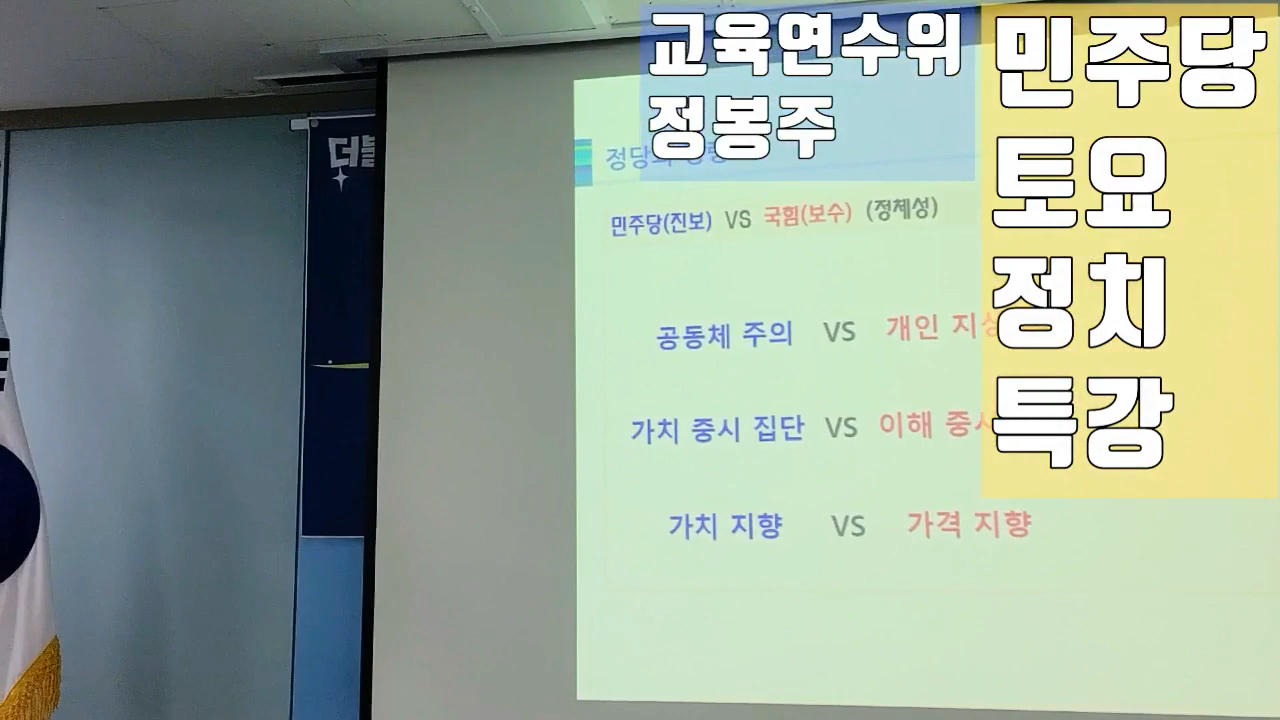 교육연수위
정봉주
민주당
토요
정치
특강
민주당(진보) VS 국힘(보수) (정체성)
공동체 주의 VS 개인
가치 중시 집단 VS 이해
가치 지향 VS 가격 지향